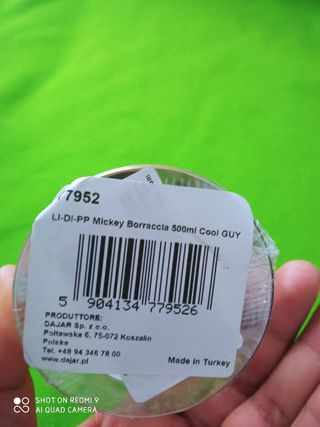 77952
LI-DI-PP Mickey Borraccia 500ml Cool GUY
5 904134 779526
PRODUTTORE:
DAJAR Sp. z o.o.
Połtawska 6, 75-072 Koszalin
Polska
Tel. +48 94 346 78 00
www.dajar.pl
Made in Turkey
SHOT ON REDMI 9
AI QUAD CAMERA